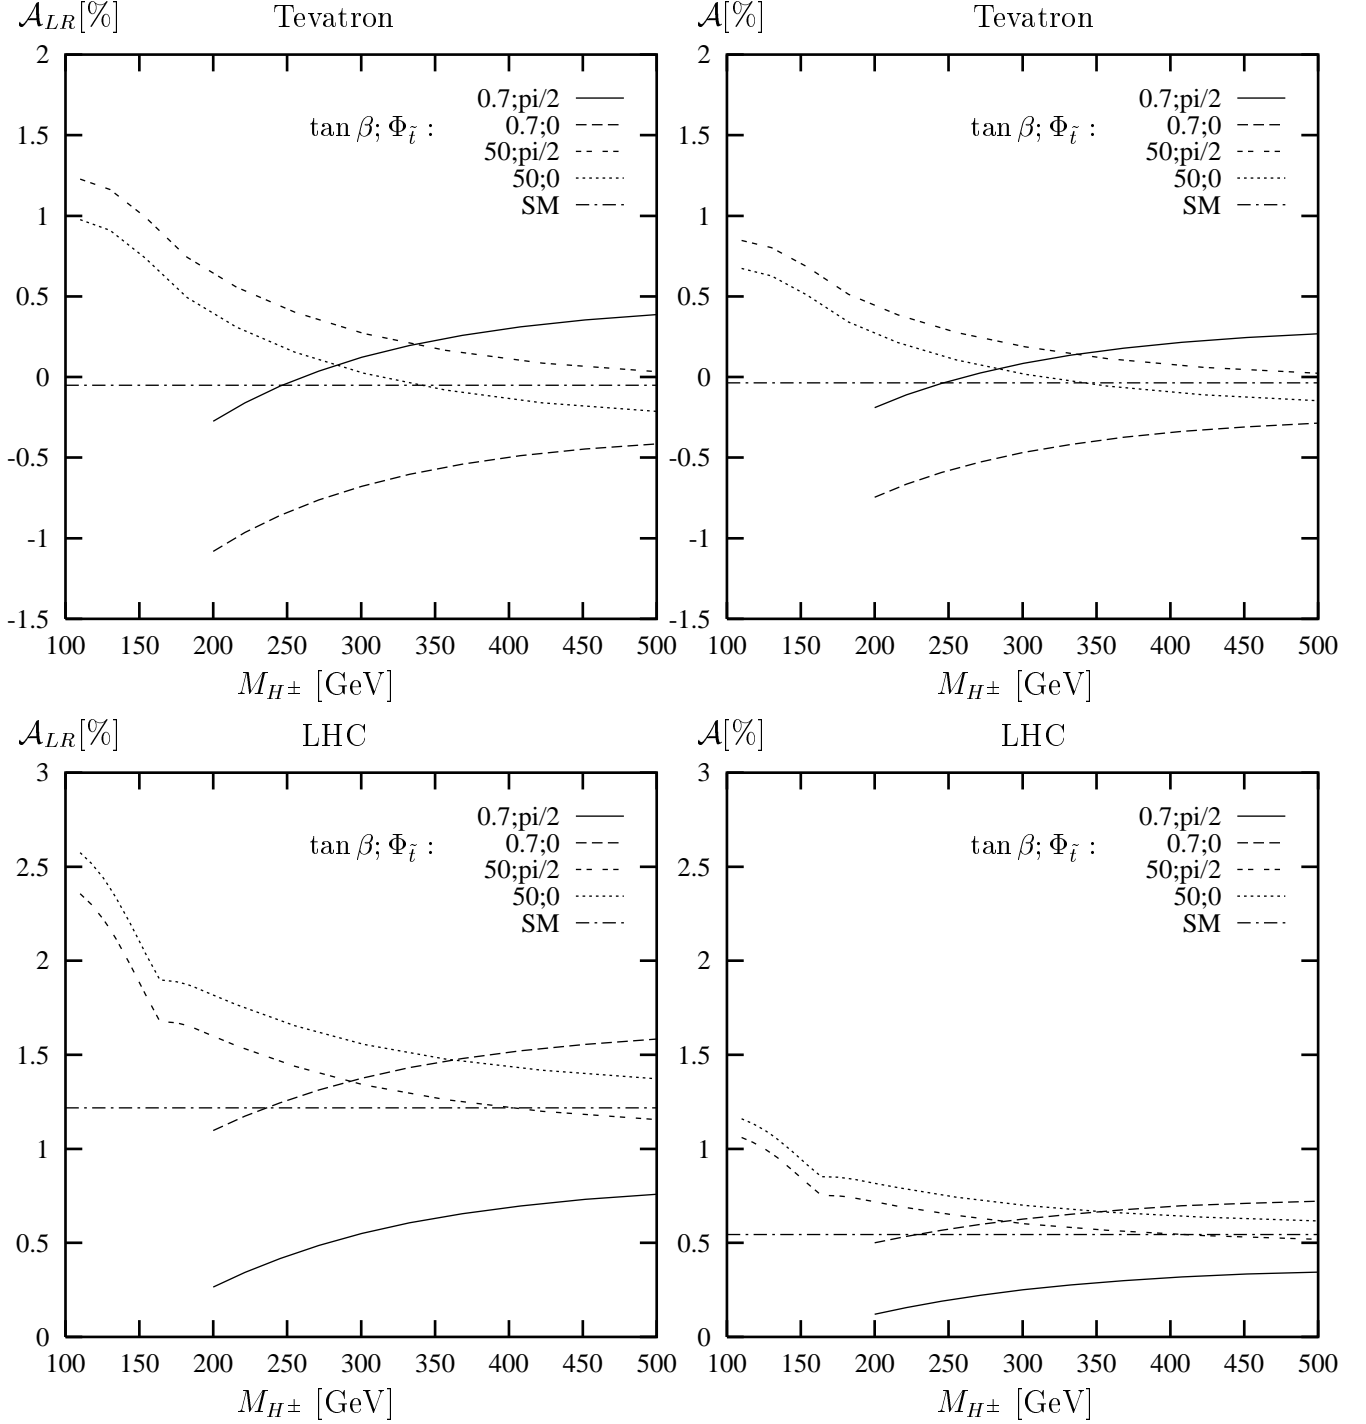 𝒜_LR[%] Tevatron
2
1.5
1
0.5
0
-0.5
-1
-1.5
tan β; Φ_t̃ :
0.7;pi/2
0.7;0
50;pi/2
50;0
SM
100 150 200 250 300 350 400 450 500
M_H± [GeV]
𝒜[%] Tevatron
2
1.5
1
0.5
0
-0.5
-1
-1.5
tan β; Φ_t̃ :
0.7;pi/2
0.7;0
50;pi/2
50;0
SM
100 150 200 250 300 350 400 450 500
M_H± [GeV]
𝒜_LR[%] LHC
3
2.5
2
1.5
1
0.5
0
tan β; Φ_t̃ :
0.7;pi/2
0.7;0
50;pi/2
50;0
SM
100 150 200 250 300 350 400 450 500
M_H± [GeV]
𝒜[%] LHC
3
2.5
2
1.5
1
0.5
0
tan β; Φ_t̃ :
0.7;pi/2
0.7;0
50;pi/2
50;0
SM
100 150 200 250 300 350 400 450 500
M_H± [GeV]